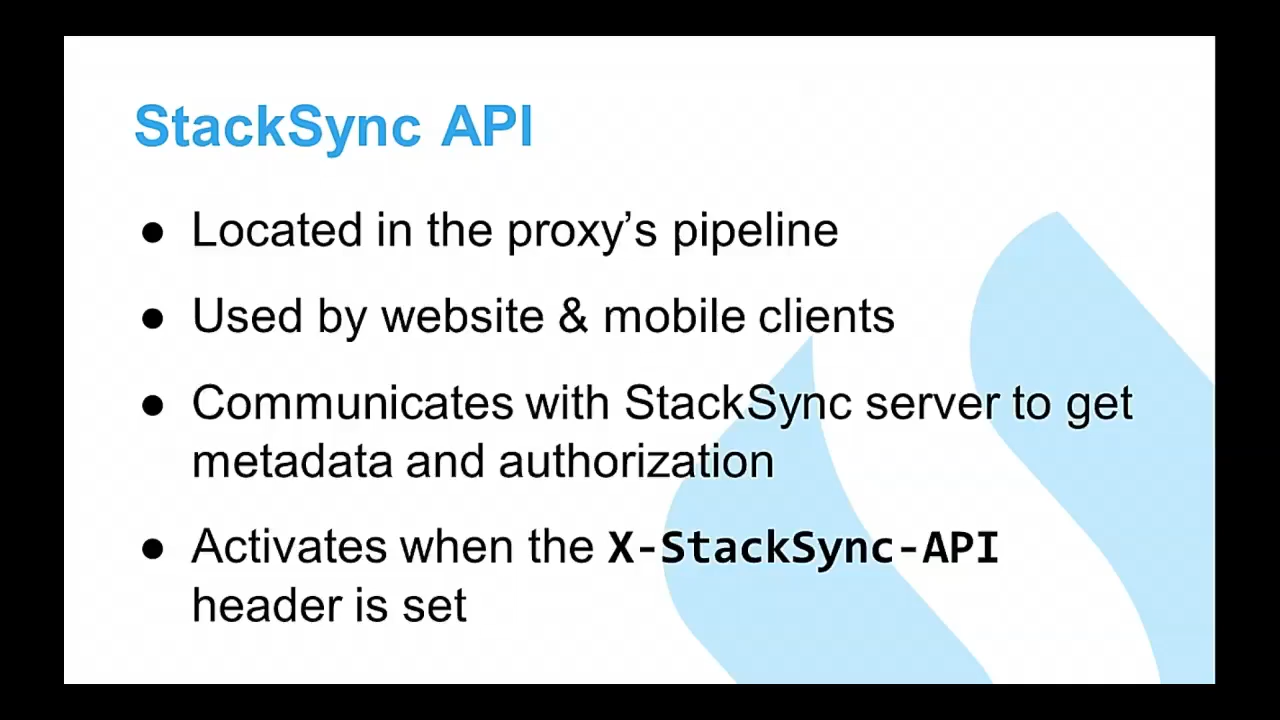 StackSync API
● Located in the proxy’s pipeline
● Used by website & mobile clients
● Communicates with StackSync server to get
metadata and authorization
● Activates when the X-StackSync-API
header is set